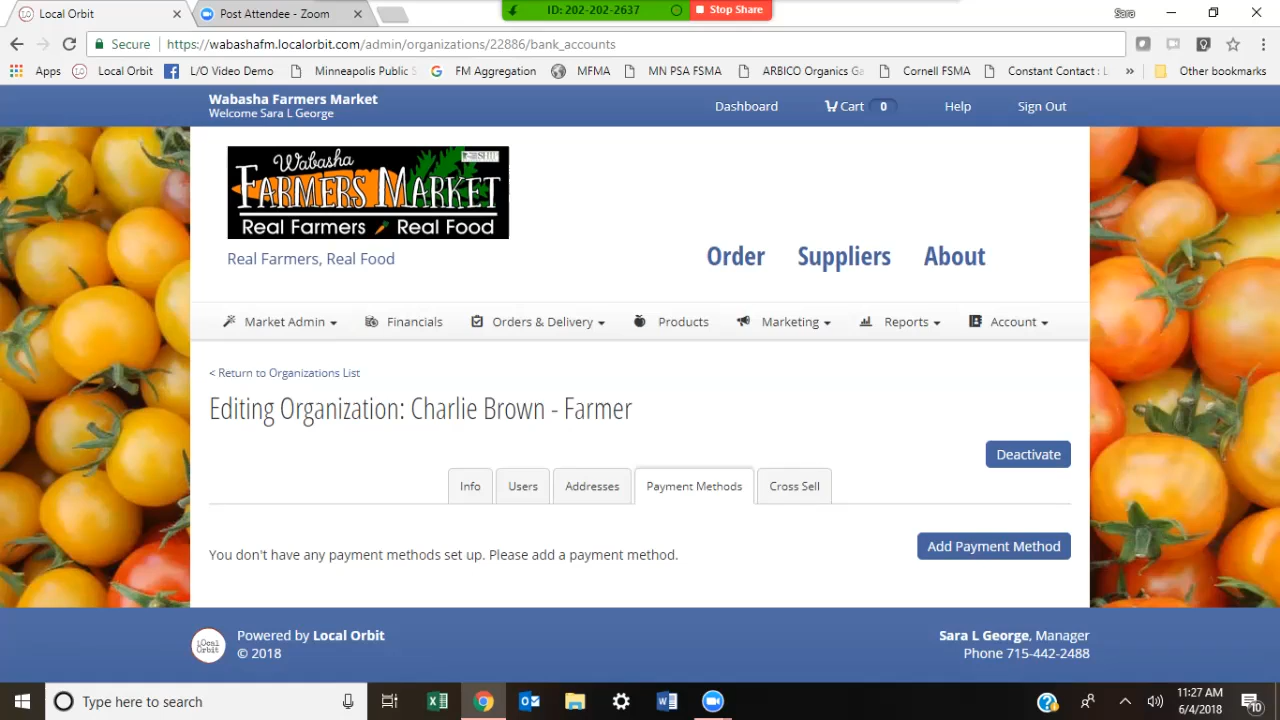 Local Orbit
Post Attendee - Zoom
ID: 202-202-2637
Stop Share
Sara
Secure
https://wabashafm.localorbit.com/admin/organizations/22886/bank_accounts
Apps
Local Orbit
L/O Video Demo
Minneapolis Public S
FM Aggregation
MFMA
MN PSA FSMA
ARBICO Organics Ga
Cornell FSMA
Constant Contact : L
»
Other bookmarks
Wabasha Farmers Market
Welcome Sara L George
Dashboard
Cart 0
Help
Sign Out
Wabasha
FARMERS MARKET
Real Farmers Real Food
Real Farmers, Real Food
Order
Suppliers
About
Market Admin
Financials
Orders & Delivery
Products
Marketing
Reports
Account
< Return to Organizations List
Editing Organization: Charlie Brown - Farmer
Deactivate
Info
Users
Addresses
Payment Methods
Cross Sell
You don't have any payment methods set up. Please add a payment method.
Add Payment Method
LOcal Orbit
Powered by Local Orbit
© 2018
Sara L George, Manager
Phone 715-442-2488
Type here to search
11:27 AM
6/4/2018
10